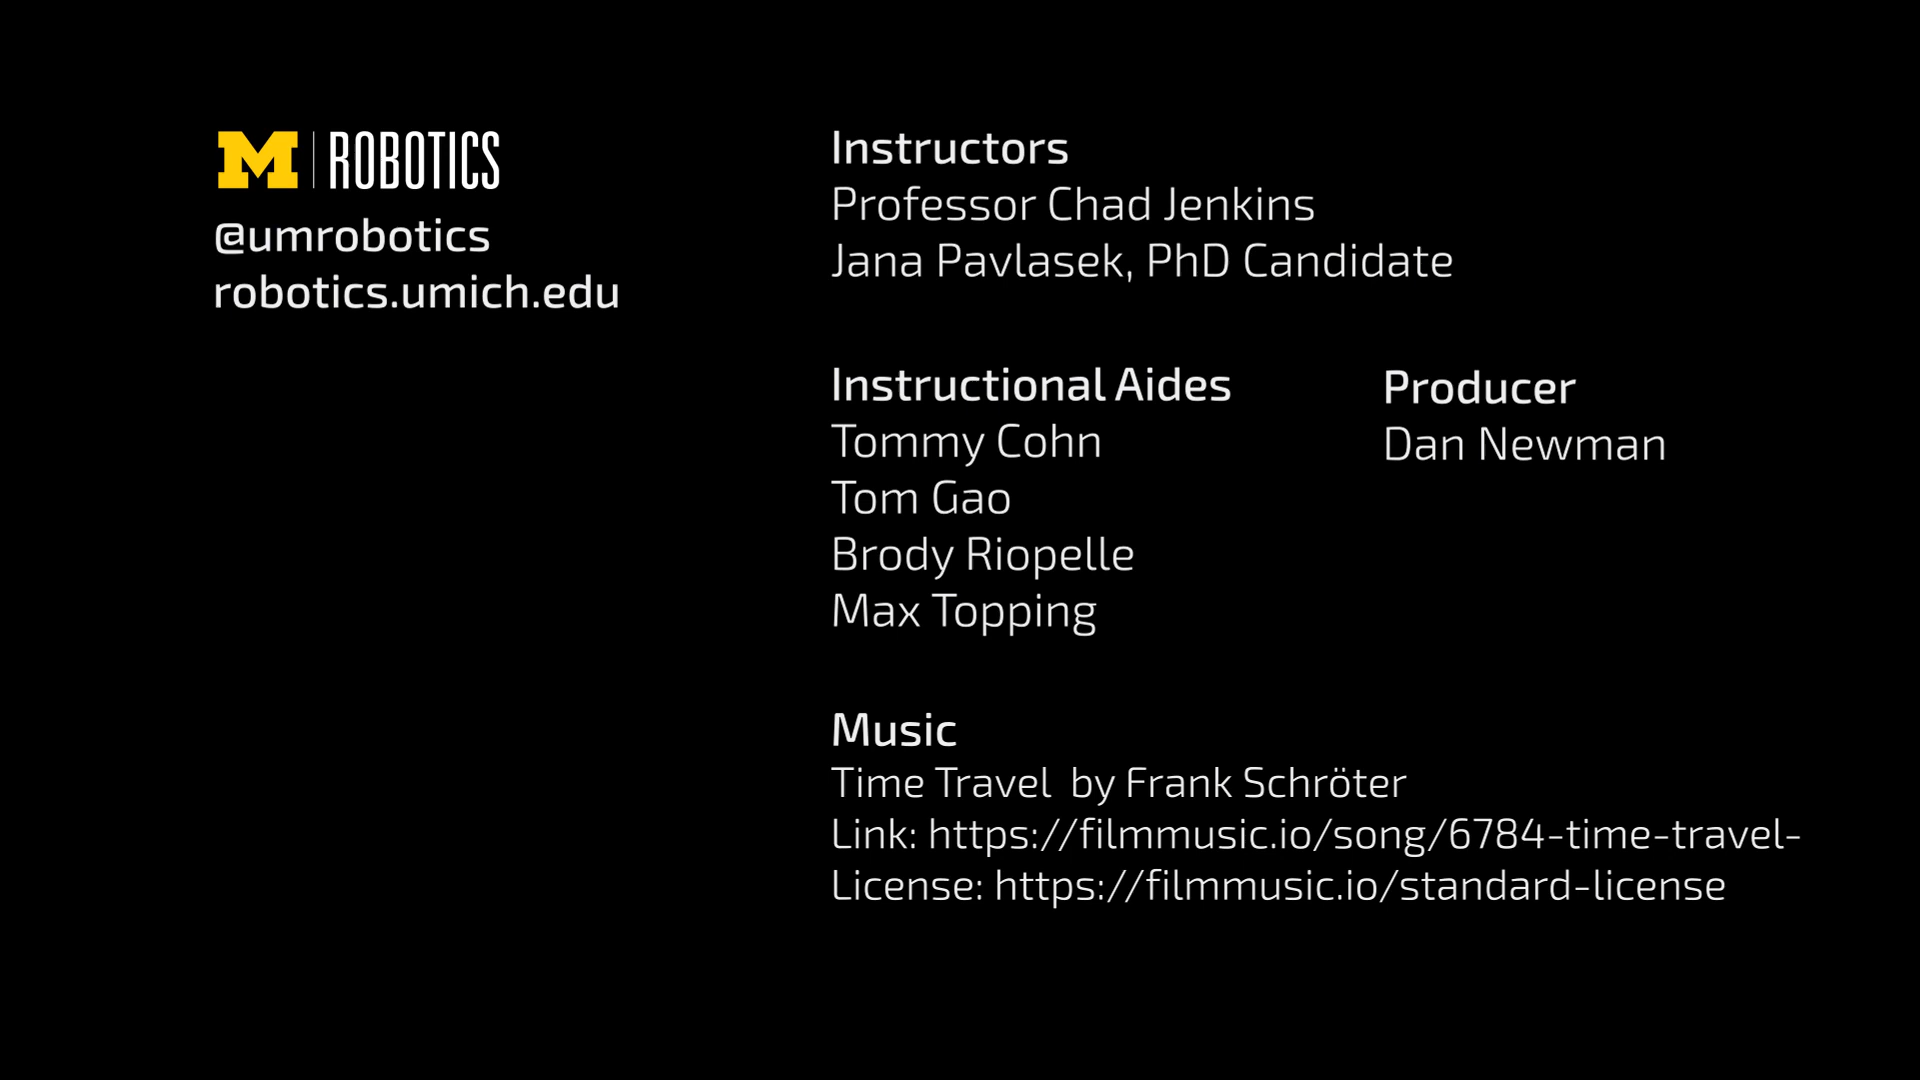 M | ROBOTICS
@umrobotics
robotics.umich.edu
Instructors
Professor Chad Jenkins
Jana Pavlasek, PhD Candidate
Instructional Aides
Tommy Cohn
Tom Gao
Brody Riopelle
Max Topping
Producer
Dan Newman
Music
Time Travel  by Frank Schröter
Link: https://filmmusic.io/song/6784-time-travel-
License: https://filmmusic.io/standard-license